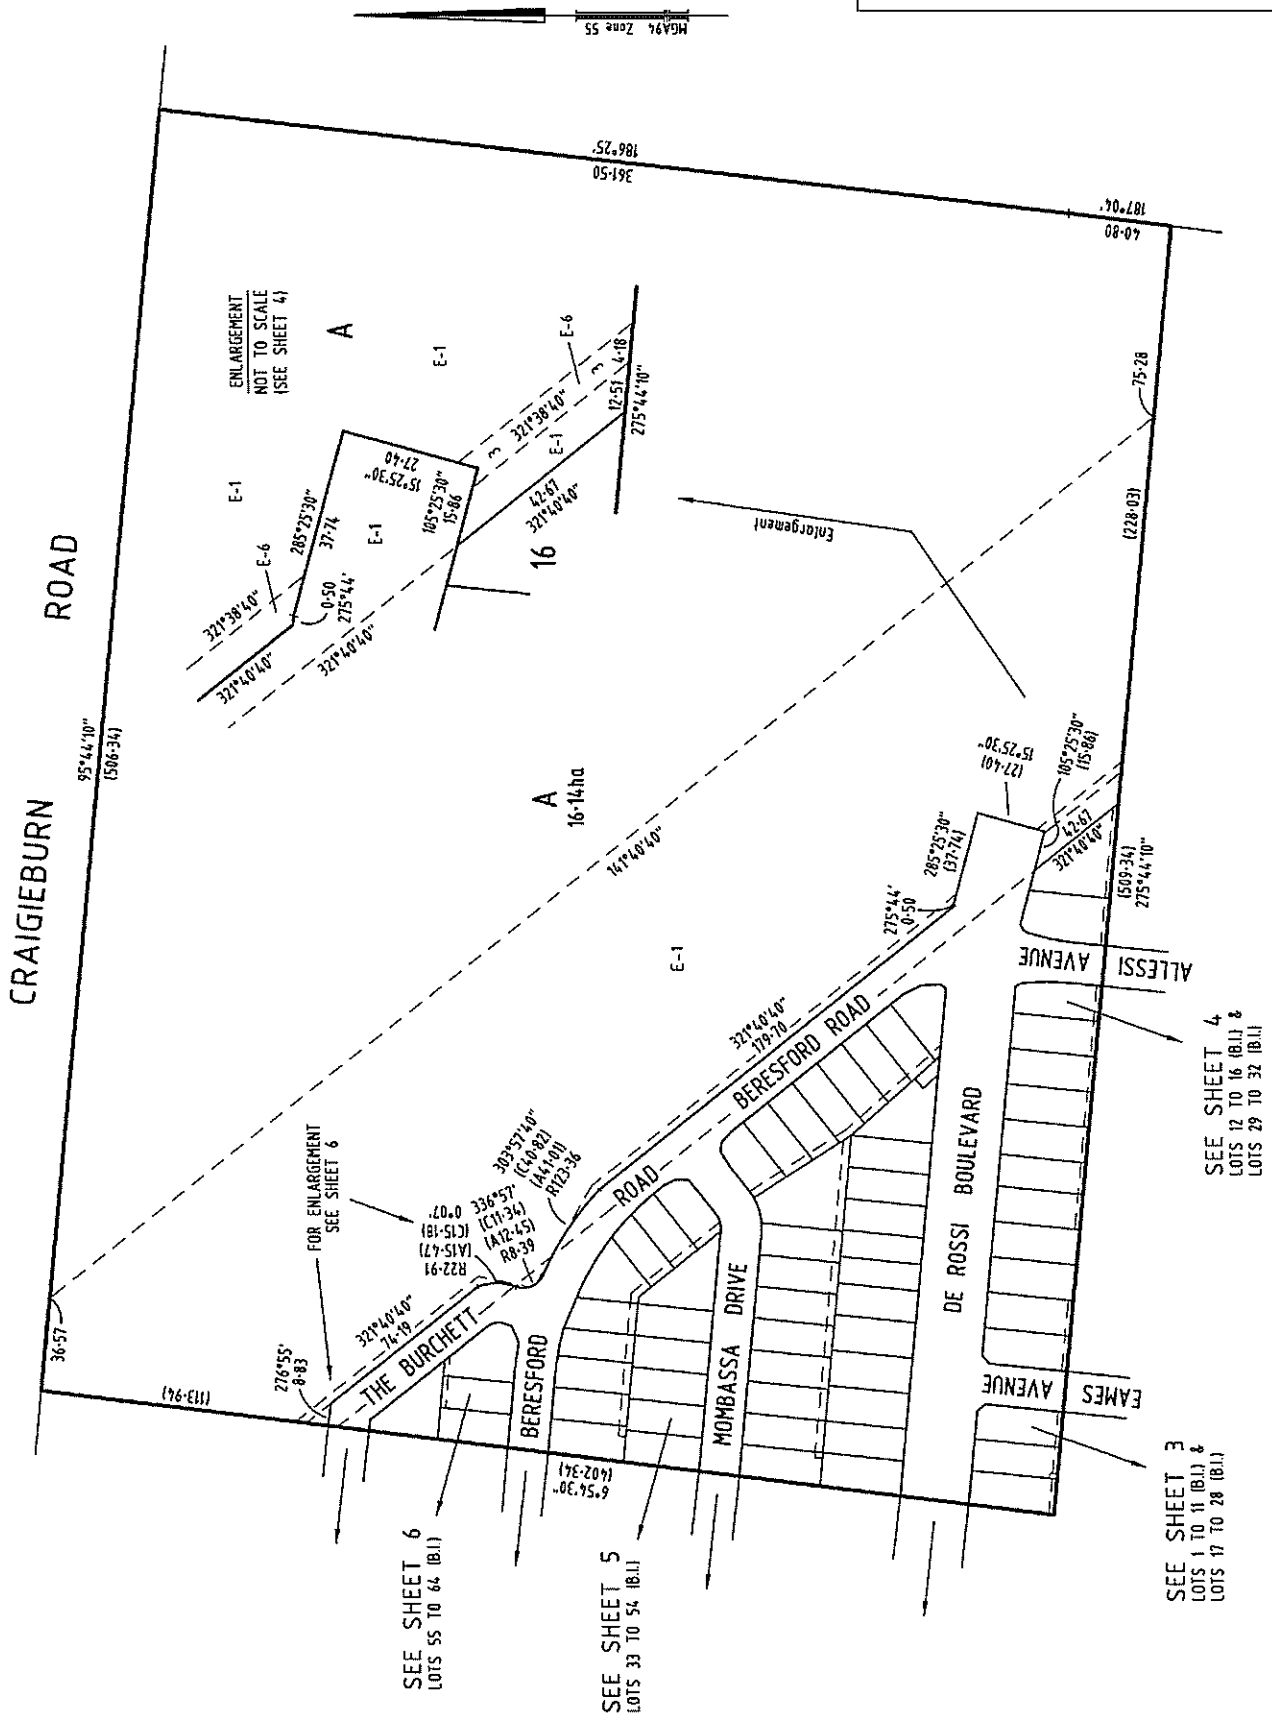 MGA94 Zone 55
CRAIGIEBURN ROAD
95°44'10"
(506·34)
186°25'
361·50
187°04'
40·80
ENLARGEMENT
NOT TO SCALE
(SEE SHEET 4)
A
E-1
E-1
E-6
E-6
321°38'40"
321°40'40"
321°40'40"
0·50
275°44'
285°25'30"
37·74
E-1
15°25'30"
27·40
105°25'30"
15·86
321°38'40"
E-1
42·67
321°40'40"
12·51
4·18
275°44'10"
16
Enlargement
A
16·14ha
141°40'40"
E-1
36·57
(113·94)
276°55'
8·83
FOR ENLARGEMENT
SEE SHEET 6
321°40'40"
74·19
THE BURCHETT
R22·91
(A15·47)
(C15·18)
0°07'
336°57'
(C11·34)
(A12·45)
R8·39
303°57'40"
(C40·82)
(A41·01)
R123·36
321°40'40"
179·70
BERESFORD ROAD
BERESFORD
ROAD
275°44'
0·50
285°25'30"
(37·74)
15°25'30"
(27·40)
105°25'30"
(15·86)
42·67
321°40'40"
(228·03)
75·28
(509·34)
275°44'10"
6°54'30"
(402·34)
MOMBASSA DRIVE
DE ROSSI BOULEVARD
EAMES
AVENUE
ALLESSI
AVENUE
SEE SHEET 6
LOTS 55 TO 64 (B.I.)
SEE SHEET 5
LOTS 33 TO 54 (B.I.)
SEE SHEET 3
LOTS 1 TO 11 (B.I.) &
LOTS 17 TO 28 (B.I.)
SEE SHEET 4
LOTS 12 TO 16 (B.I.) &
LOTS 29 TO 32 (B.I.)